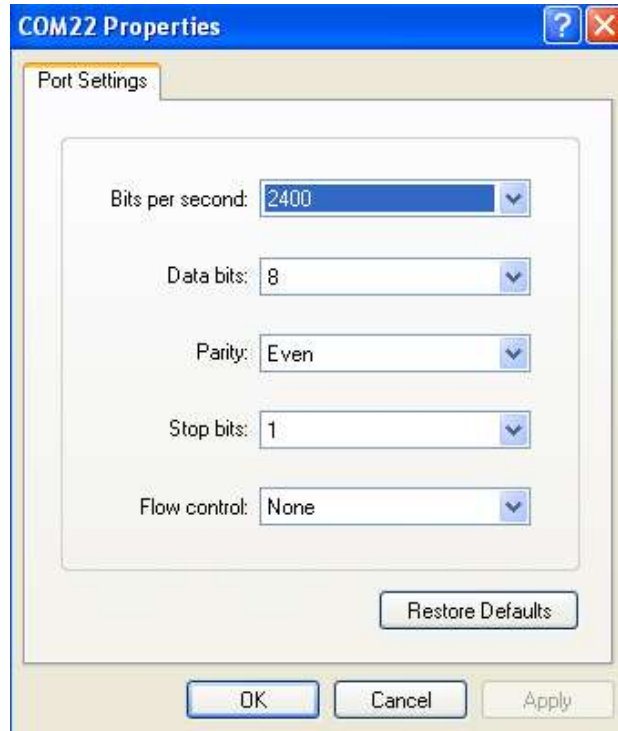 COM22 Properties
Port Settings
Bits per second: 2400
Data bits: 8
Parity: Even
Stop bits: 1
Flow control: None
Restore Defaults
OK Cancel Apply